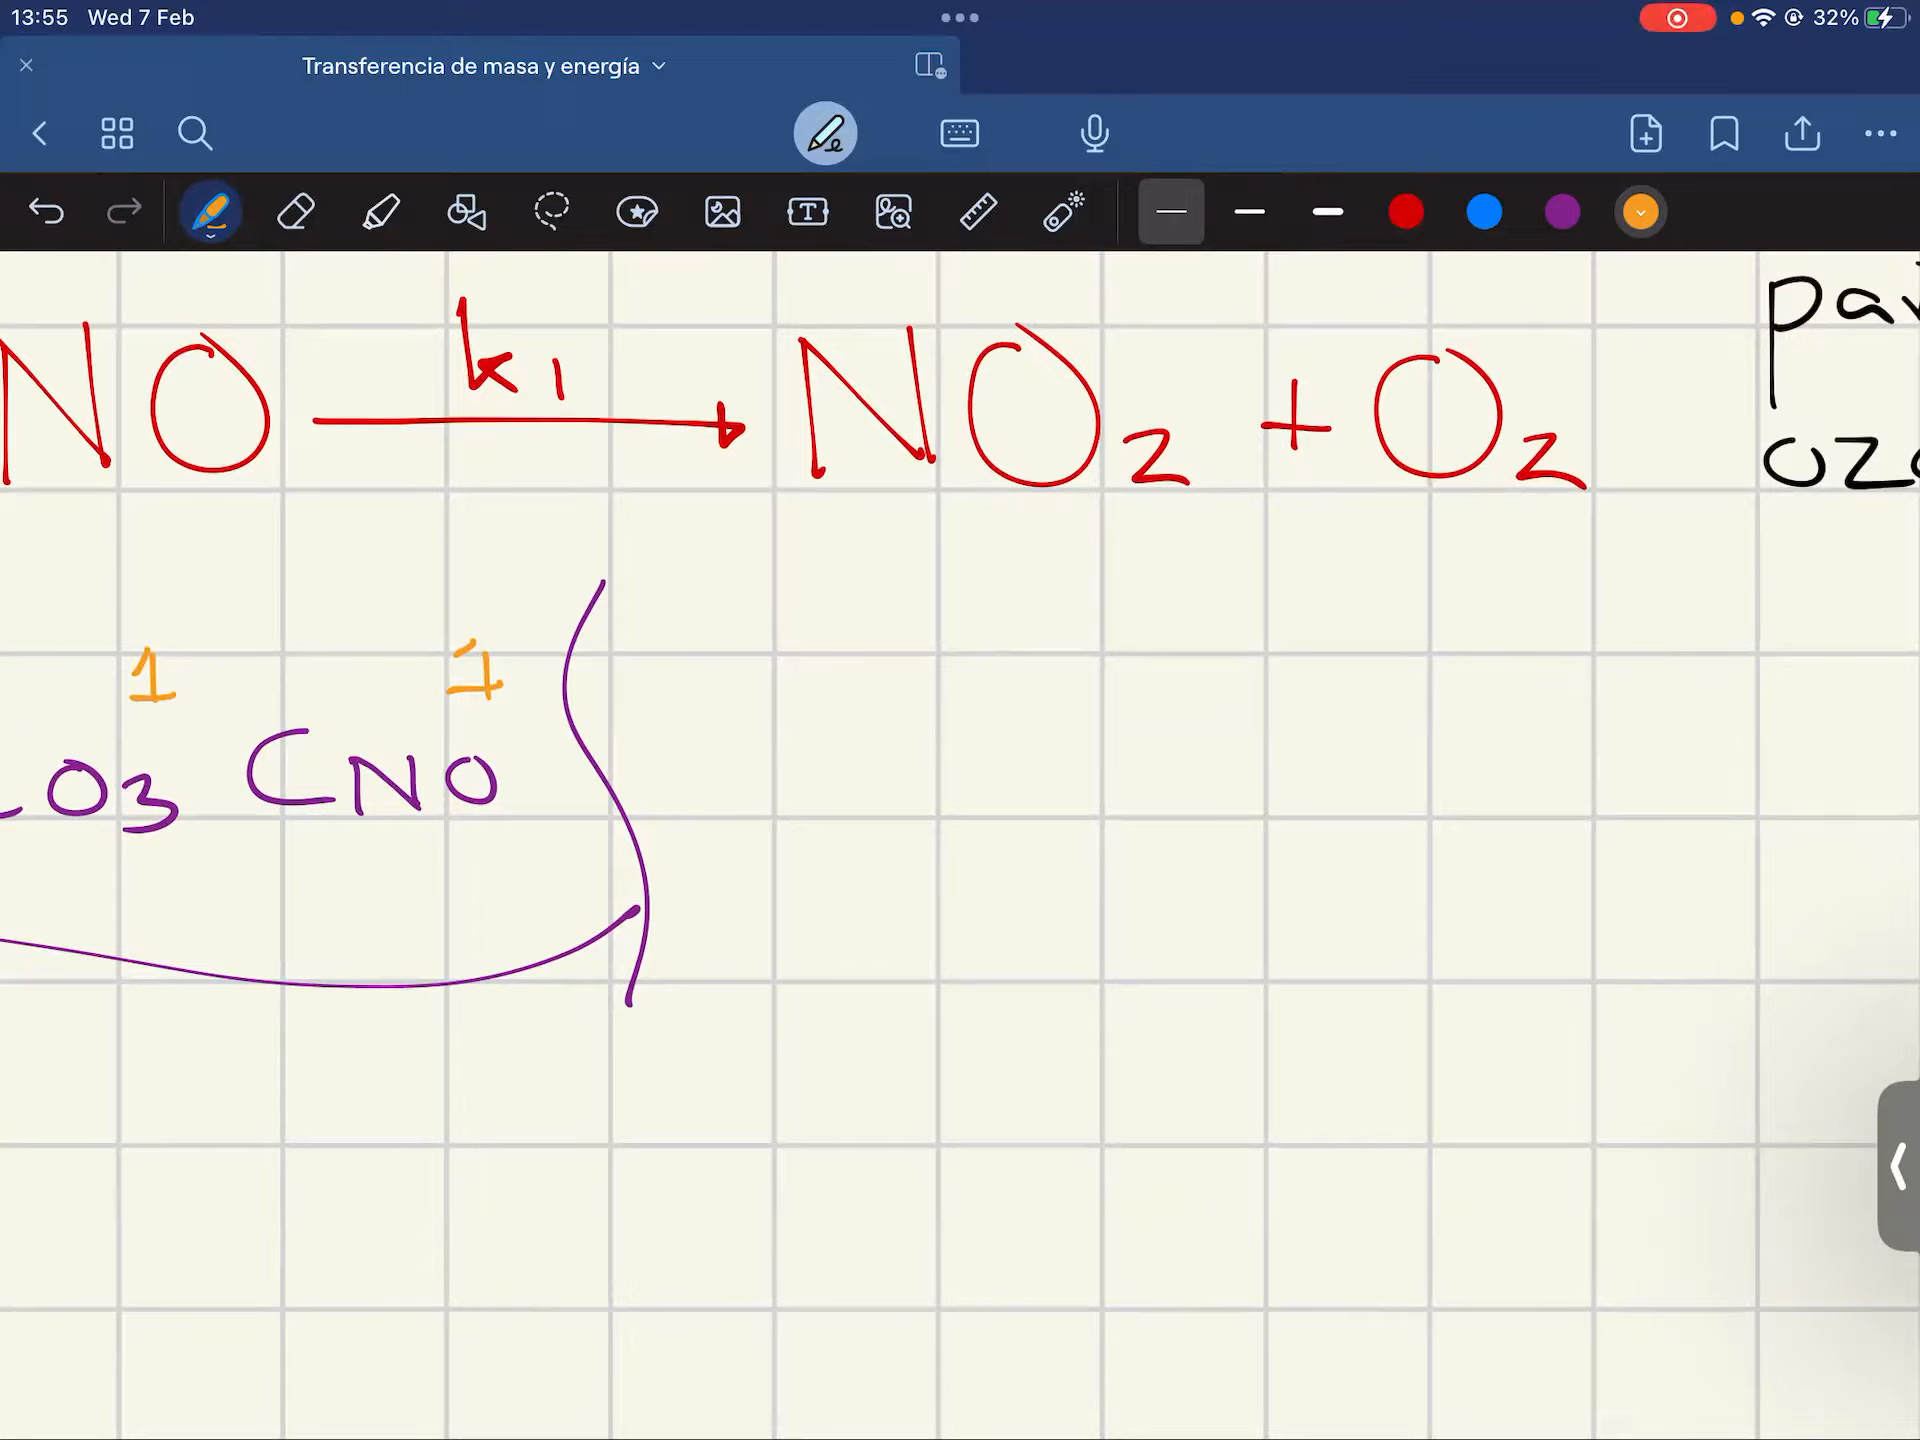 13:55 Wed 7 Feb 32%
Transferencia de masa y energía
NO k1 → NO2 + O2
1 1
O3 CNO